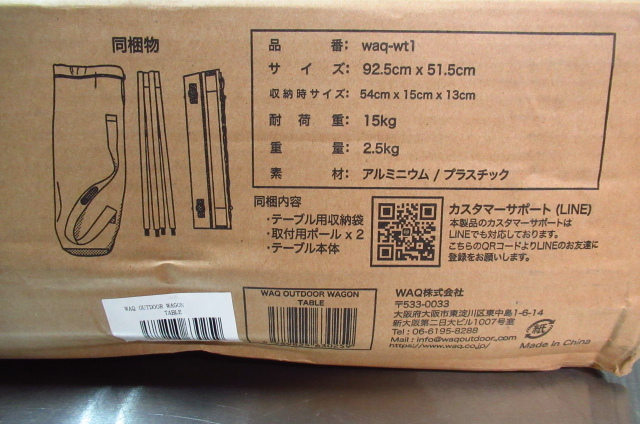 同梱物
品番: waq-wt1
サイズ: 92.5cm x 51.5cm
収納時サイズ: 54cm x 15cm x 13cm
耐荷重: 15kg
重量: 2.5kg
素材: アルミニウム / プラスチック
同梱内容
・テーブル用収納袋
・取付用ポール x 2
・テーブル本体
カスタマーサポート (LINE)
本製品のカスタマーサポートは
LINEでも対応しております。
こちらのQRコードよりLINEのお友達に
登録をお願いします。
WAQ OUTDOOR WAGON
TABLE
WAQ OUTDOOR WAGON
TABLE
WAQ株式会社
〒533-0033
大阪府大阪市東淀川区東中島1-6-14
新大阪第二日大ビル1007号室
Tel : 06-6195-8288
Mail : info@waqoutdoor.com
https://www.waq.co.jp/
紙
Made in China